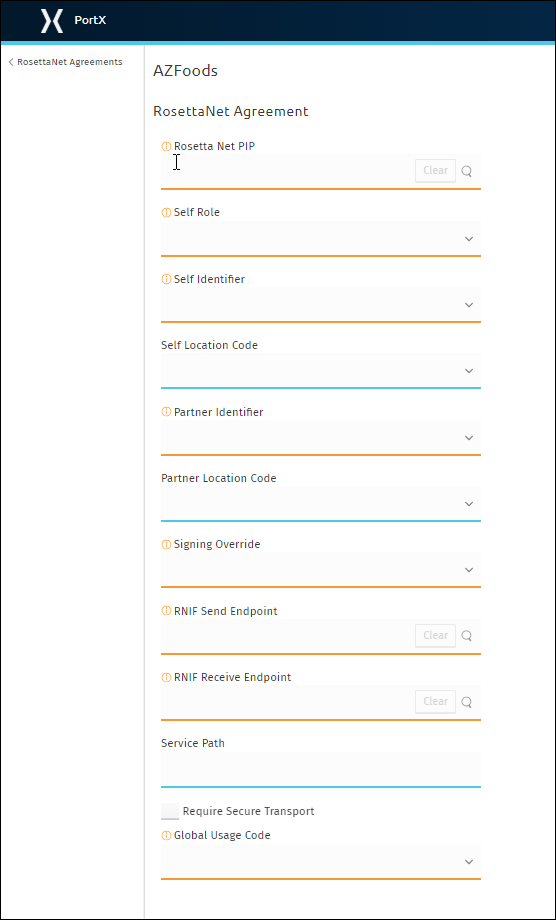 PortX
RosettaNet Agreements
AZFoods
RosettaNet Agreement
Rosetta Net PIP
Clear
Self Role
Self Identifier
Self Location Code
Partner Identifier
Partner Location Code
Signing Override
RNIF Send Endpoint
Clear
RNIF Receive Endpoint
Clear
Service Path
Require Secure Transport
Global Usage Code